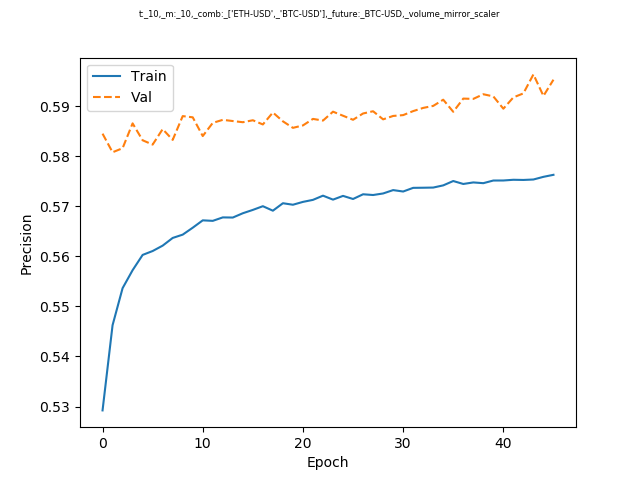 t:_10,_m:_10,_comb:_['ETH-USD',_'BTC-USD'],_future:_BTC-USD,_volume_mirror_scaler
Train
Val
0.59
0.58
0.57
0.56
0.55
0.54
0.53
Precision
0 10 20 30 40
Epoch